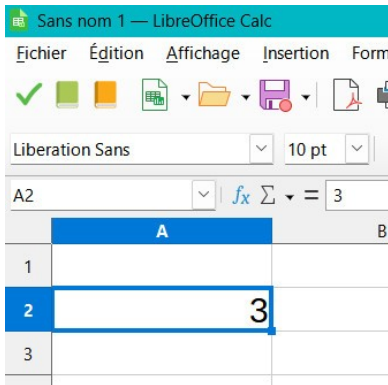 Sans nom 1 — LibreOffice Calc
Fichier Édition Affichage Insertion Form
Liberation Sans 10 pt
A2 fx Σ = 3
A B
1
2 3
3